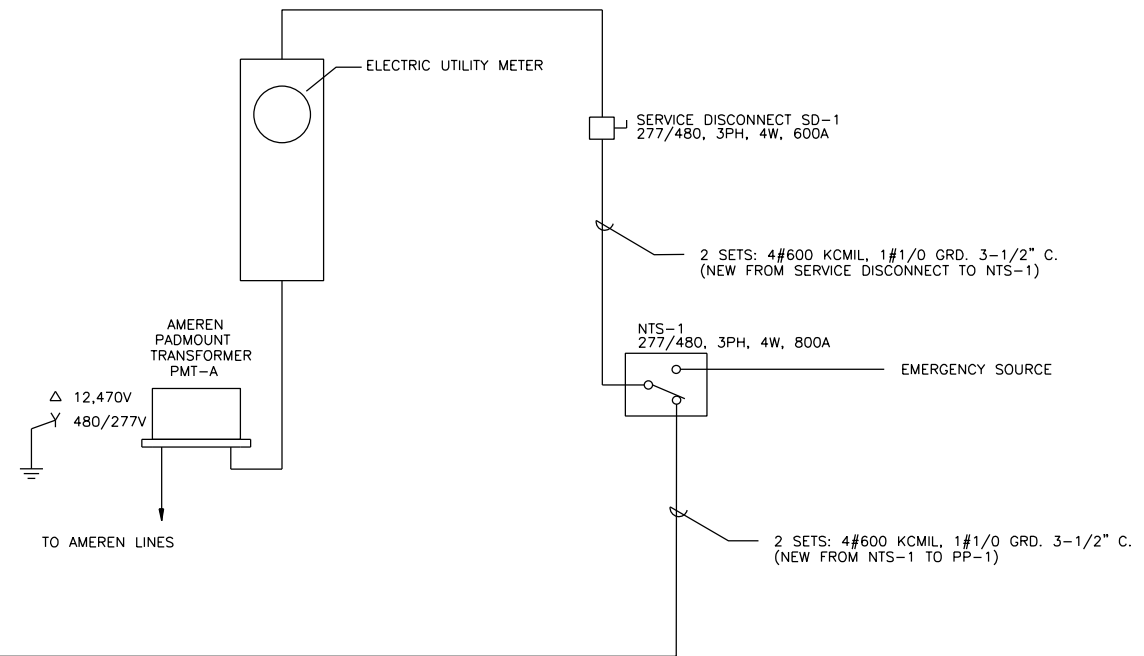 ELECTRIC UTILITY METER
SERVICE DISCONNECT SD-1
277/480, 3PH, 4W, 600A
2 SETS: 4#600 KCMIL, 1#1/0 GRD. 3-1/2" C.
(NEW FROM SERVICE DISCONNECT TO NTS-1)
AMEREN
PADMOUNT
TRANSFORMER
PMT-A
NTS-1
277/480, 3PH, 4W, 800A
EMERGENCY SOURCE
Δ 12,470V
Y 480/277V
TO AMEREN LINES
2 SETS: 4#600 KCMIL, 1#1/0 GRD. 3-1/2" C.
(NEW FROM NTS-1 TO PP-1)